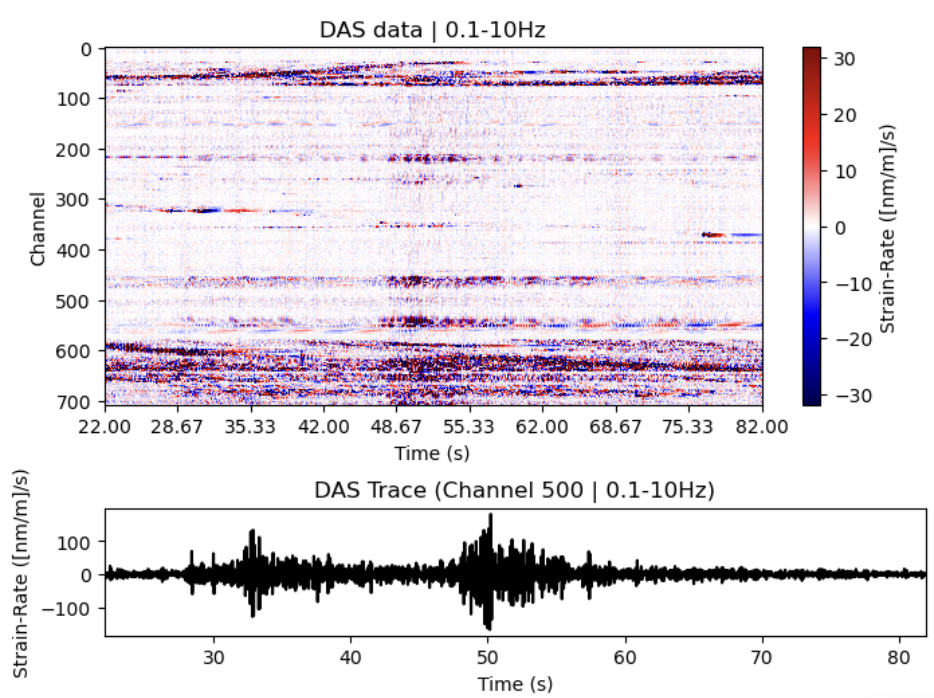 DAS data | 0.1-10Hz
0
100
200
300
400
500
600
700
Channel
22.00 28.67 35.33 42.00 48.67 55.33 62.00 68.67 75.33 82.00
Time (s)
30
20
10
0
−10
−20
−30
Strain-Rate ([nm/m]/s)
DAS Trace (Channel 500 | 0.1-10Hz)
100
0
−100
Strain-Rate ([nm/m]/s)
30 40 50 60 70 80
Time (s)